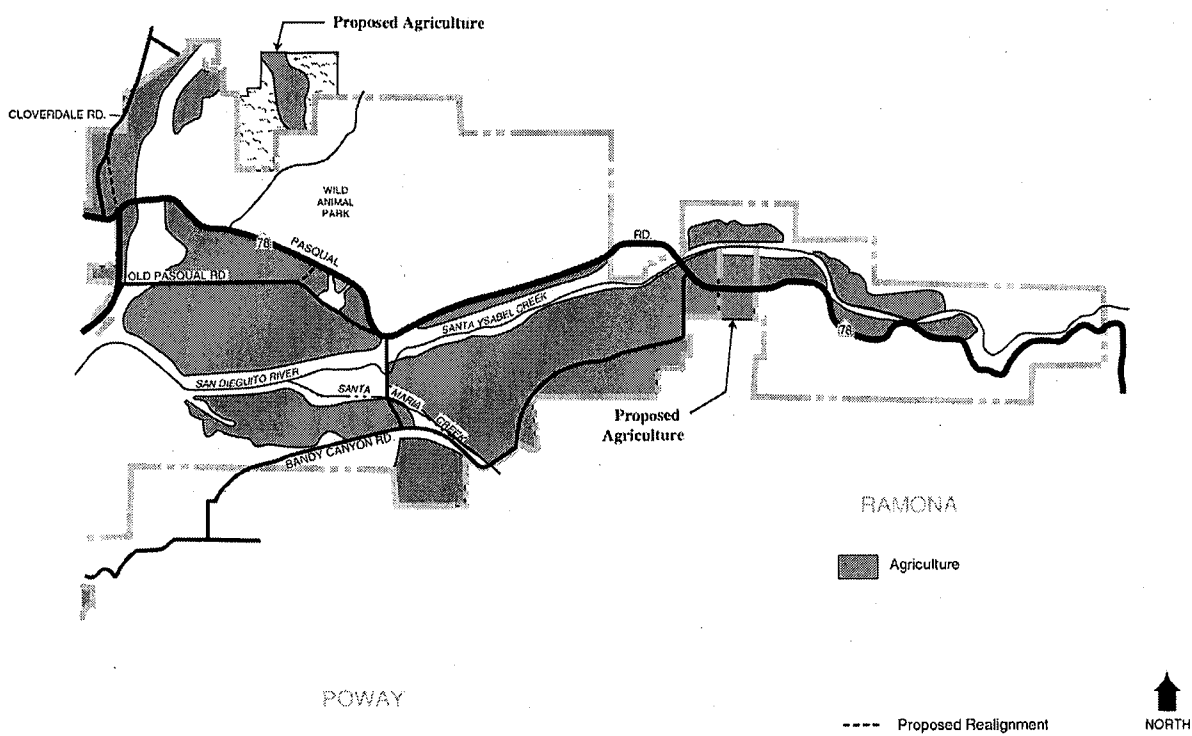 Proposed Agriculture
CLOVERDALE RD.
WILD
ANIMAL
PARK
78
PASQUAL
RD.
OLD PASQUAL RD
SANTA YSABEL CREEK
78
SAN DIEGUITO RIVER
SANTA
MARIA
CREEK
Proposed
Agriculture
BANDY CANYON RD.
RAMONA
Agriculture
POWAY
Proposed Realignment
NORTH